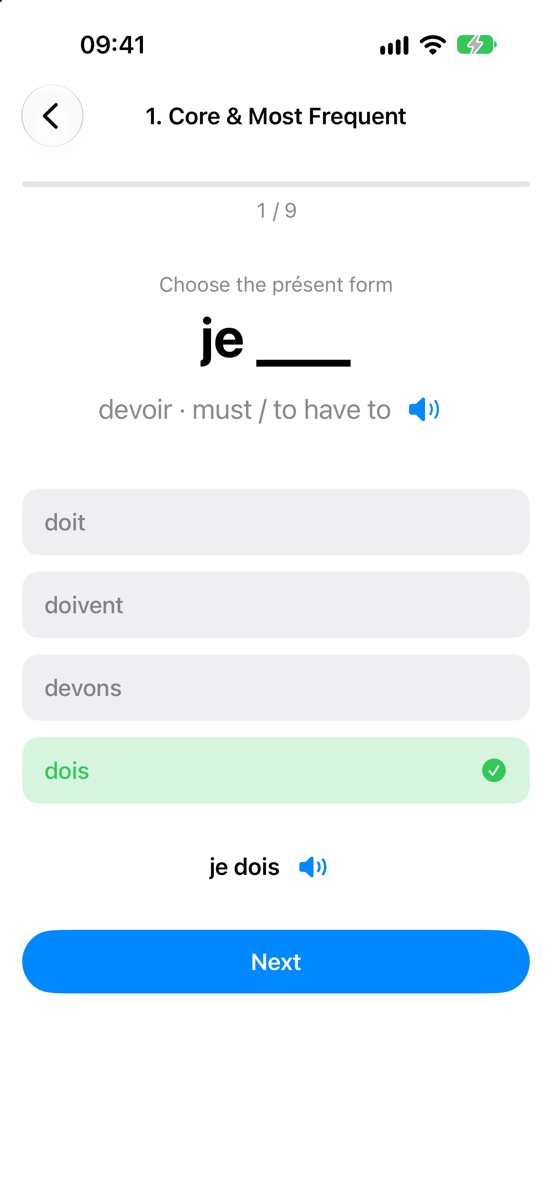 09:41
1. Core & Most Frequent
1 / 9
Choose the présent form
je ____
devoir · must / to have to
doit
doivent
devons
dois
je dois
Next